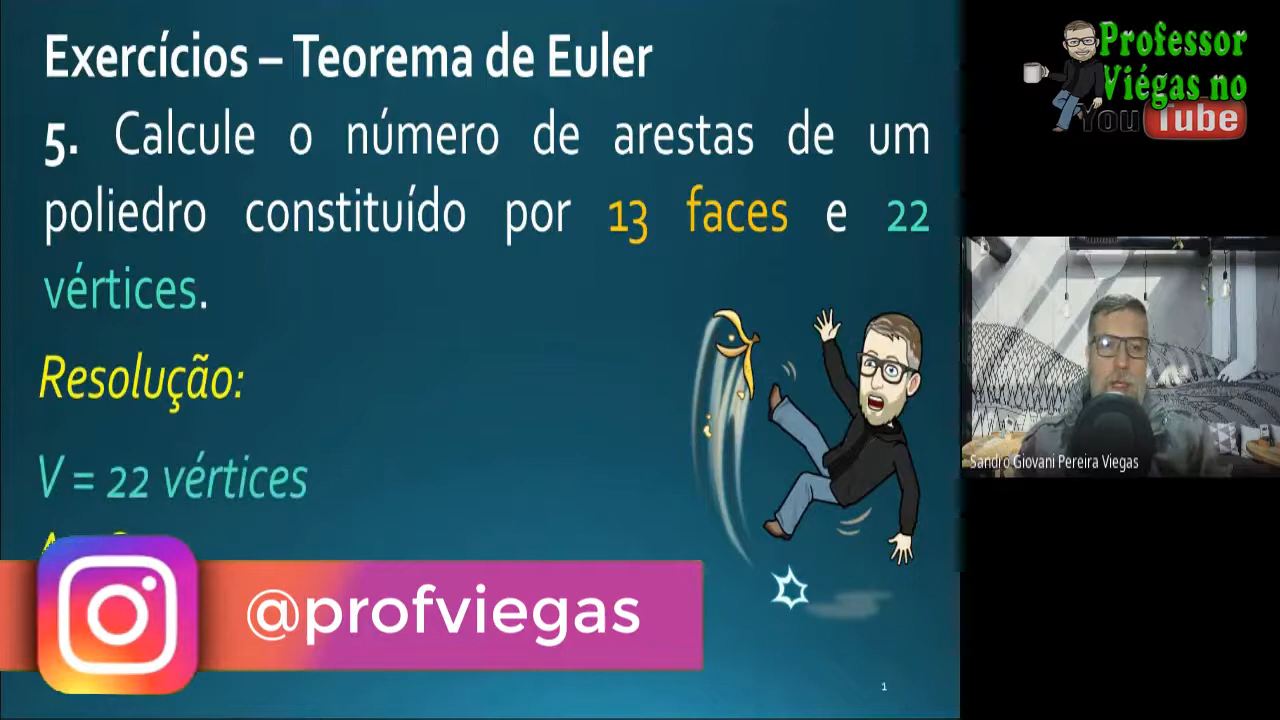 Exercícios – Teorema de Euler
5. Calcule o número de arestas de um
poliedro constituído por 13 faces e 22
vértices.
Resolução:
V = 22 vértices
@profviegas
1
Professor
Viégas no
YouTube
Sandro Giovani Pereira Viegas